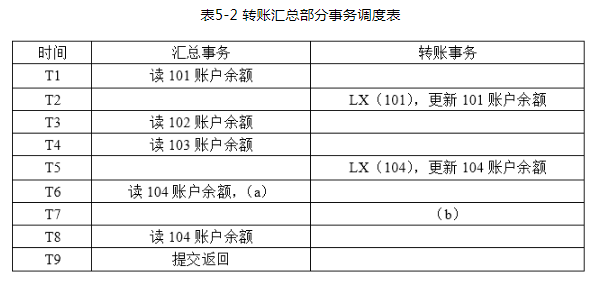 表5-2 转账汇总部分事务调度表
时间 汇总事务 转账事务
T1 读 101 账户余额
T2 LX（101），更新 101 账户余额
T3 读 102 账户余额
T4 读 103 账户余额
T5 LX（104），更新 104 账户余额
T6 读 104 账户余额，（a）
T7 （b）
T8 读 104 账户余额
T9 提交返回